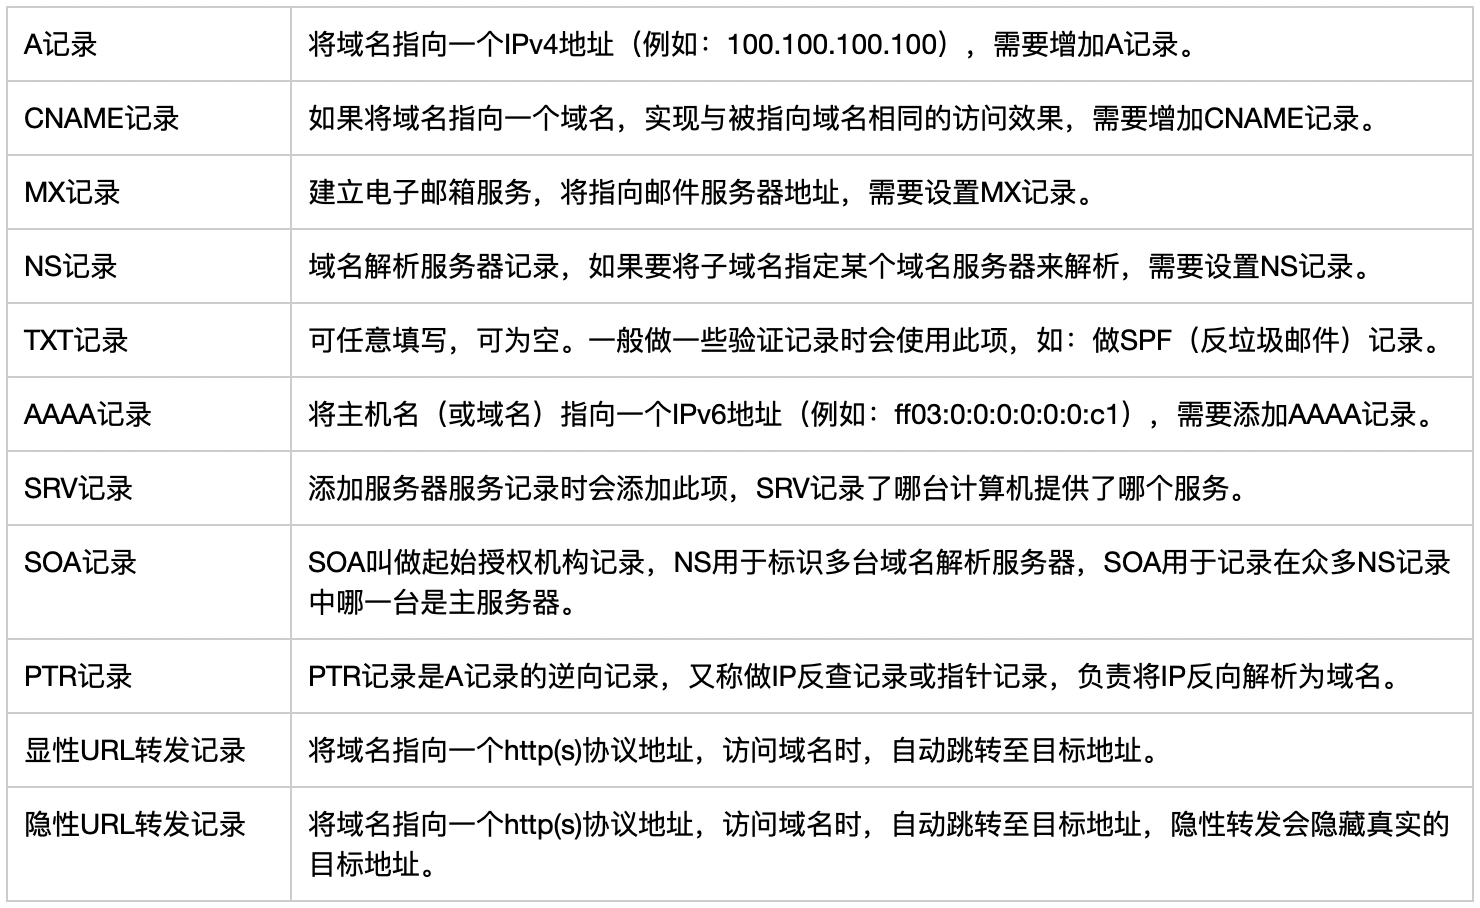 A记录
将域名指向一个IPv4地址（例如：100.100.100.100），需要增加A记录。
CNAME记录
如果将域名指向一个域名，实现与被指向域名相同的访问效果，需要增加CNAME记录。
MX记录
建立电子邮箱服务，将指向邮件服务器地址，需要设置MX记录。
NS记录
域名解析服务器记录，如果要将子域名指定某个域名服务器来解析，需要设置NS记录。
TXT记录
可任意填写，可为空。一般做一些验证记录时会使用此项，如：做SPF（反垃圾邮件）记录。
AAAA记录
将主机名（或域名）指向一个IPv6地址（例如：ff03:0:0:0:0:0:0:c1），需要添加AAAA记录。
SRV记录
添加服务器服务记录时会添加此项，SRV记录了哪台计算机提供了哪个服务。
SOA记录
SOA叫做起始授权机构记录，NS用于标识多台域名解析服务器，SOA用于记录在众多NS记录
中哪一台是主服务器。
PTR记录
PTR记录是A记录的逆向记录，又称做IP反查记录或指针记录，负责将IP反向解析为域名。
显性URL转发记录
将域名指向一个http(s)协议地址，访问域名时，自动跳转至目标地址。
隐性URL转发记录
将域名指向一个http(s)协议地址，访问域名时，自动跳转至目标地址，隐性转发会隐藏真实的
目标地址。